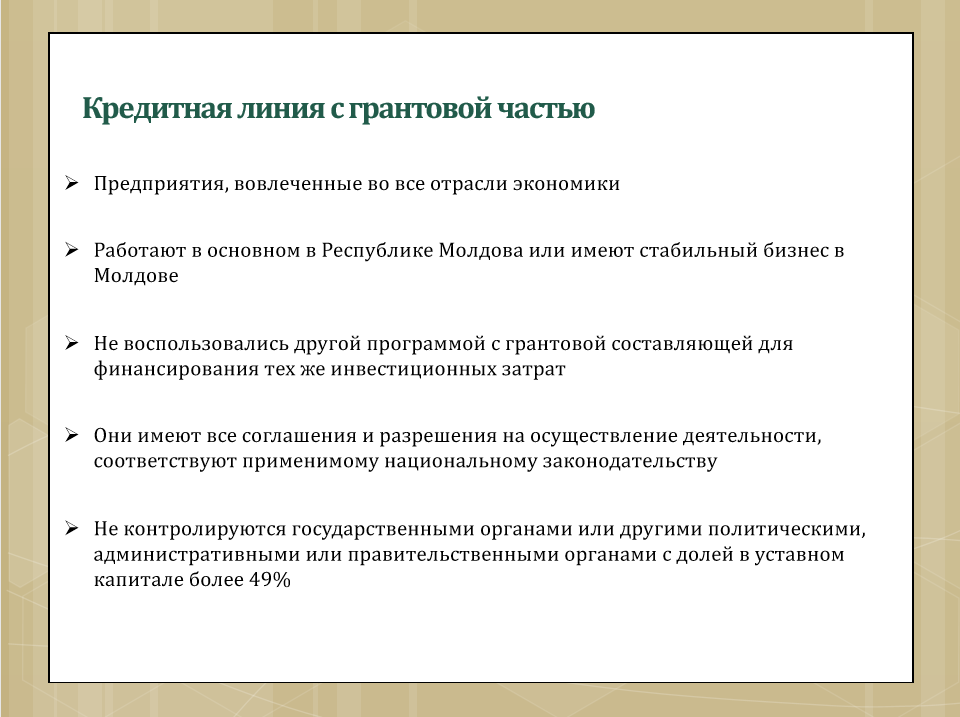 Кредитная линия с грантовой частью
Предприятия, вовлеченные во все отрасли экономики
Работают в основном в Республике Молдова или имеют стабильный бизнес в
Молдове
Не воспользовались другой программой с грантовой составляющей для
финансирования тех же инвестиционных затрат
Они имеют все соглашения и разрешения на осуществление деятельности,
соответствуют применимому национальному законодательству
Не контролируются государственными органами или другими политическими,
административными или правительственными органами с долей в уставном
капитале более 49%